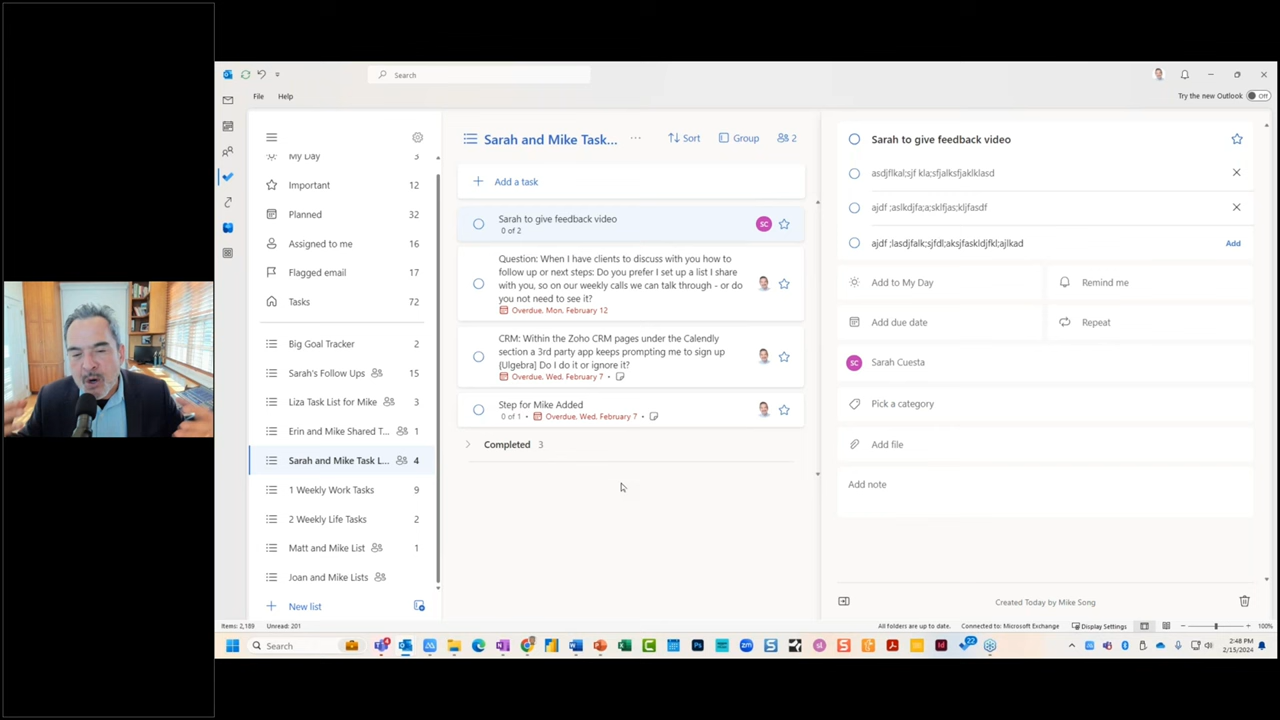 Search
Try the new Outlook
Off
File
Help
My Day
3
Important
12
Planned
32
Assigned to me
16
Flagged email
17
Tasks
72
Big Goal Tracker
2
Sarah's Follow Ups
15
Liza Task List for Mike
3
Erin and Mike Shared T...
1
Sarah and Mike Task L...
4
1 Weekly Work Tasks
9
2 Weekly Life Tasks
2
Matt and Mike List
1
Joan and Mike Lists
New list
Sarah and Mike Task...
Sort
Group
2
Add a task
Sarah to give feedback video
0 of 2
SC
Question: When I have clients to discuss with you how to
follow up or next steps: Do you prefer I set up a list I share
with you, so on our weekly calls we can talk through - or do
you not need to see it?
Overdue, Mon, February 12
CRM: Within the Zoho CRM pages under the Calendly
section a 3rd party app keeps prompting me to sign up
(Ulgebra] Do I do it or ignore it?
Overdue, Wed, February 7 •
Step for Mike Added
0 of 1 • Overdue, Wed, February 7 •
Completed 3
Sarah to give feedback video
asdjflkal;sjf kla;sfjalksfjaklklasd
ajdf ;aslkdjfa;a;sklfjas;kljfasdf
ajdf ;lasdjfalk;sjfdl;aksjfaskldjfkl;ajlkad
Add
Add to My Day
Remind me
Add due date
Repeat
SC
Sarah Cuesta
Pick a category
Add file
Add note
Created Today by Mike Song
Items: 2,189
Unread: 201
All folders are up to date.
Connected to: Microsoft Exchange
Display Settings
100%
Search
4
22
2:48 PM
2/15/2024